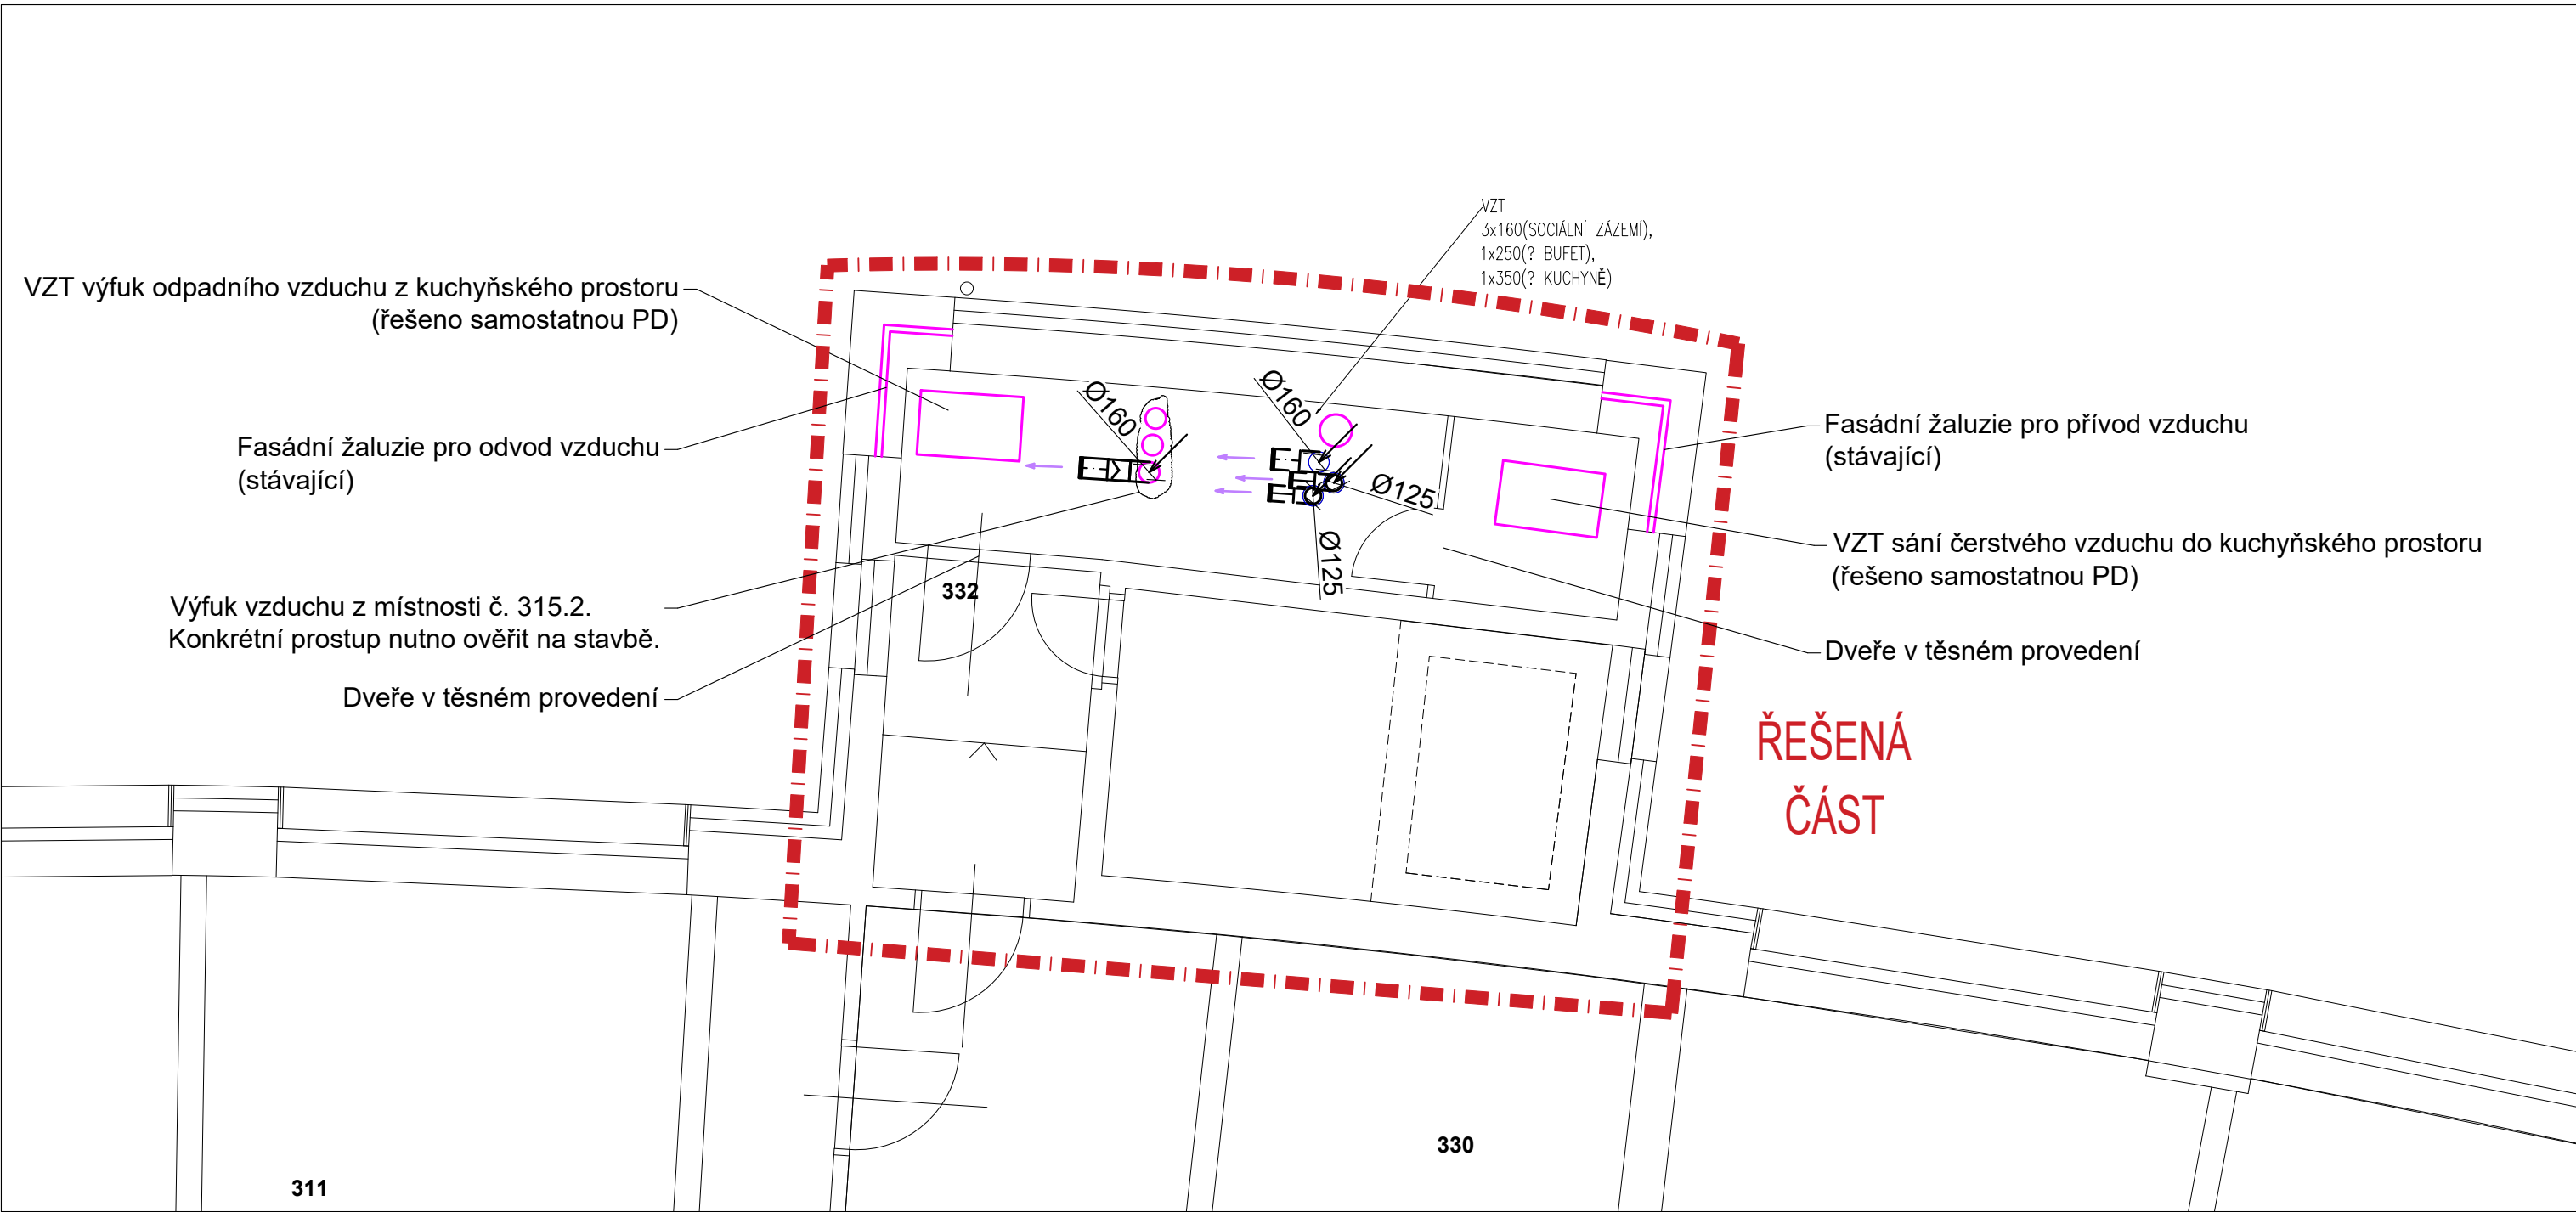 VZT
3x160(SOCIÁLNÍ ZÁZEMÍ),
1x250(? BUFET),
1x350(? KUCHYNĚ)
VZT výfuk odpadního vzduchu z kuchyňského prostoru
(řešeno samostatnou PD)
Fasádní žaluzie pro odvod vzduchu
(stávající)
Výfuk vzduchu z místnosti č. 315.2.
Konkrétní prostup nutno ověřit na stavbě.
Dveře v těsném provedení
Ø160
Ø160
Ø125
Ø125
332
Fasádní žaluzie pro přívod vzduchu
(stávající)
VZT sání čerstvého vzduchu do kuchyňského prostoru
(řešeno samostatnou PD)
Dveře v těsném provedení
ŘEŠENÁ
ČÁST
330
311